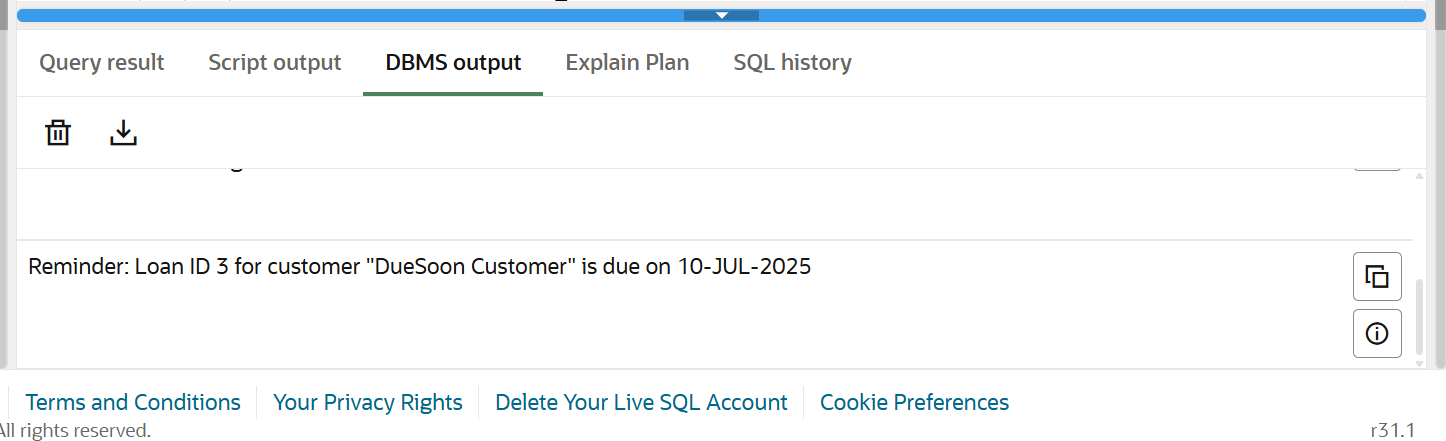 Query result Script output DBMS output Explain Plan SQL history
Reminder: Loan ID 3 for customer "DueSoon Customer" is due on 10-JUL-2025
Terms and Conditions Your Privacy Rights Delete Your Live SQL Account Cookie Preferences
All rights reserved. r31.1